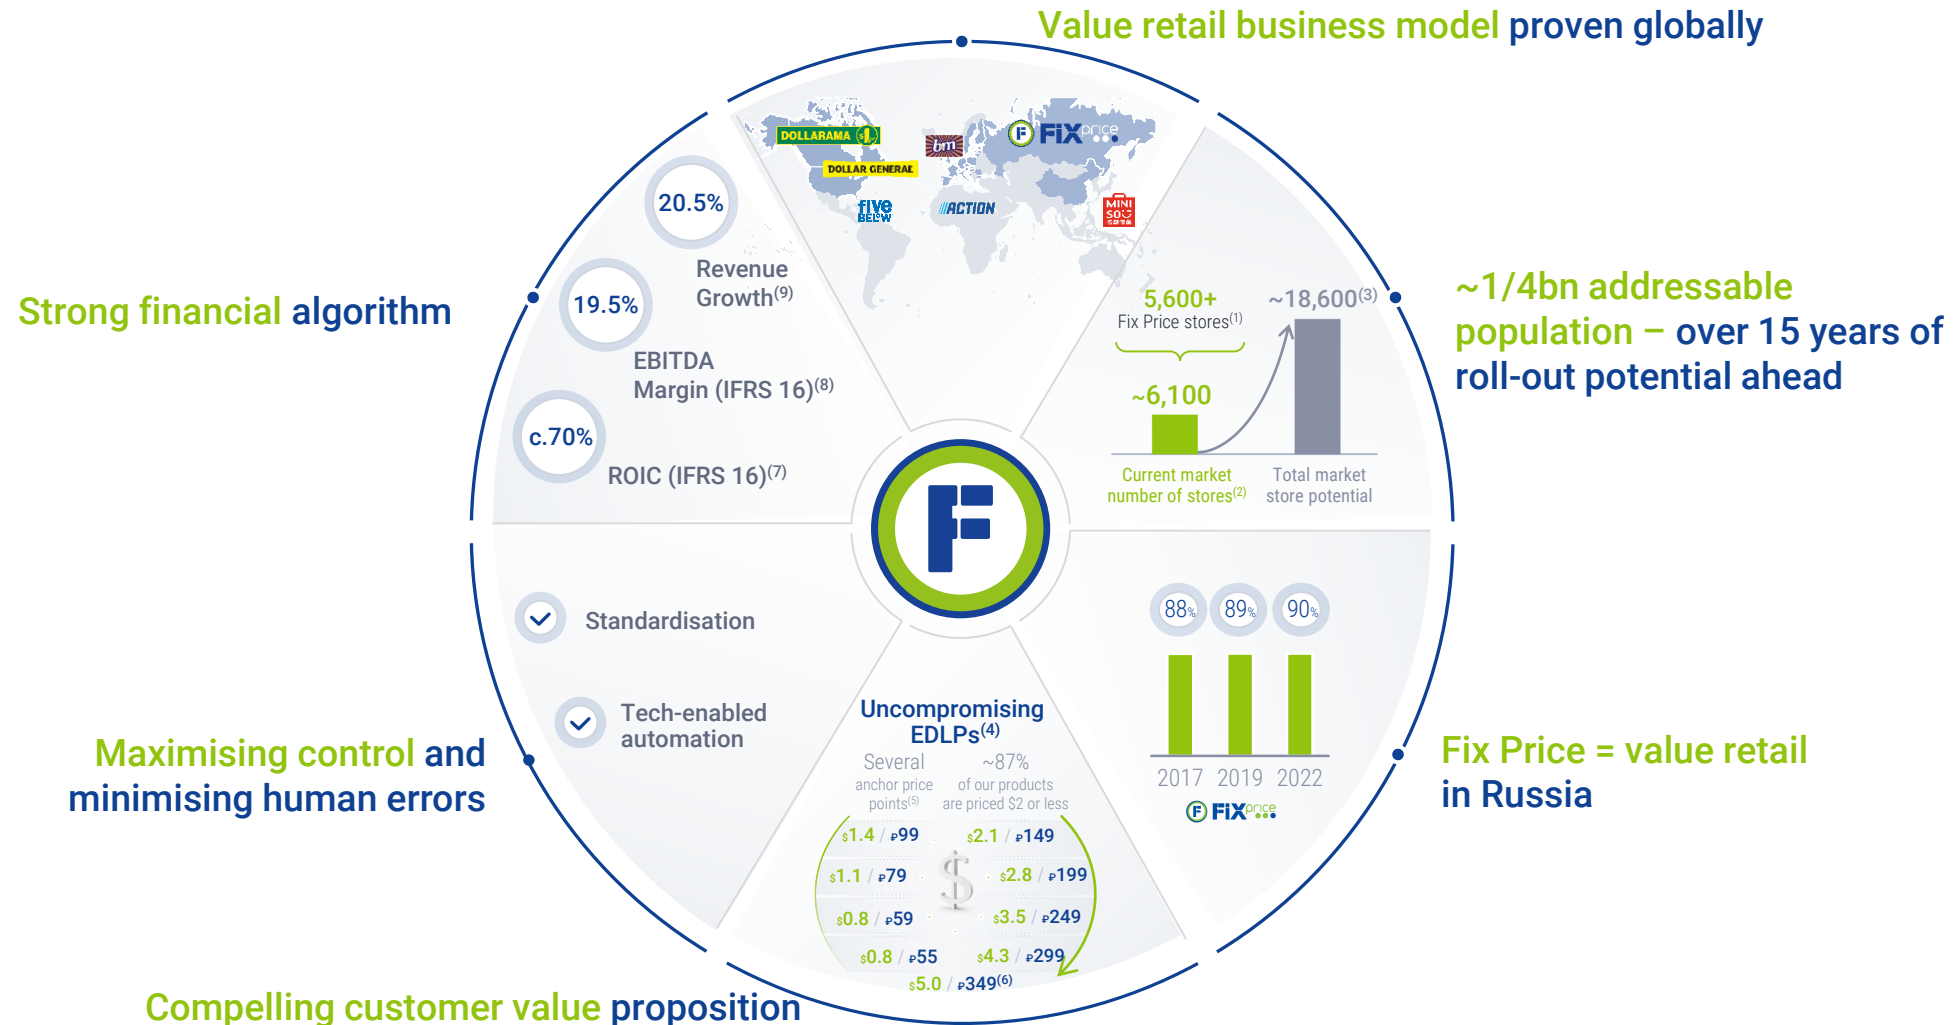 Value retail business model proven globally
DOLLARAMA
DOLLAR GENERAL
five
BELOW
bm
ACTION
F FiXprice
MINI
SO
20.5%
Revenue
Growth(9)
19.5%
EBITDA
Margin (IFRS 16)(8)
c.70%
ROIC (IFRS 16)(7)
Strong financial algorithm
5,600+
Fix Price stores(1)
~6,100
~18,600(3)
Current market
number of stores(2)
Total market
store potential
~1/4bn addressable
population – over 15 years of
roll-out potential ahead
F
Standardisation
Tech-enabled
automation
Maximising control and
minimising human errors
88% 89% 90%
2017 2019 2022
F FiXprice
Fix Price = value retail
in Russia
Uncompromising
EDLPs(4)
Several
anchor price
points(5)
~87%
of our products
are priced $2 or less
$1.4 / ₽99 $2.1 / ₽149
$1.1 / ₽79 $2.8 / ₽199
$
$0.8 / ₽59 $3.5 / ₽249
$0.8 / ₽55 $4.3 / ₽299
$5.0 / ₽349(6)
Compelling customer value proposition